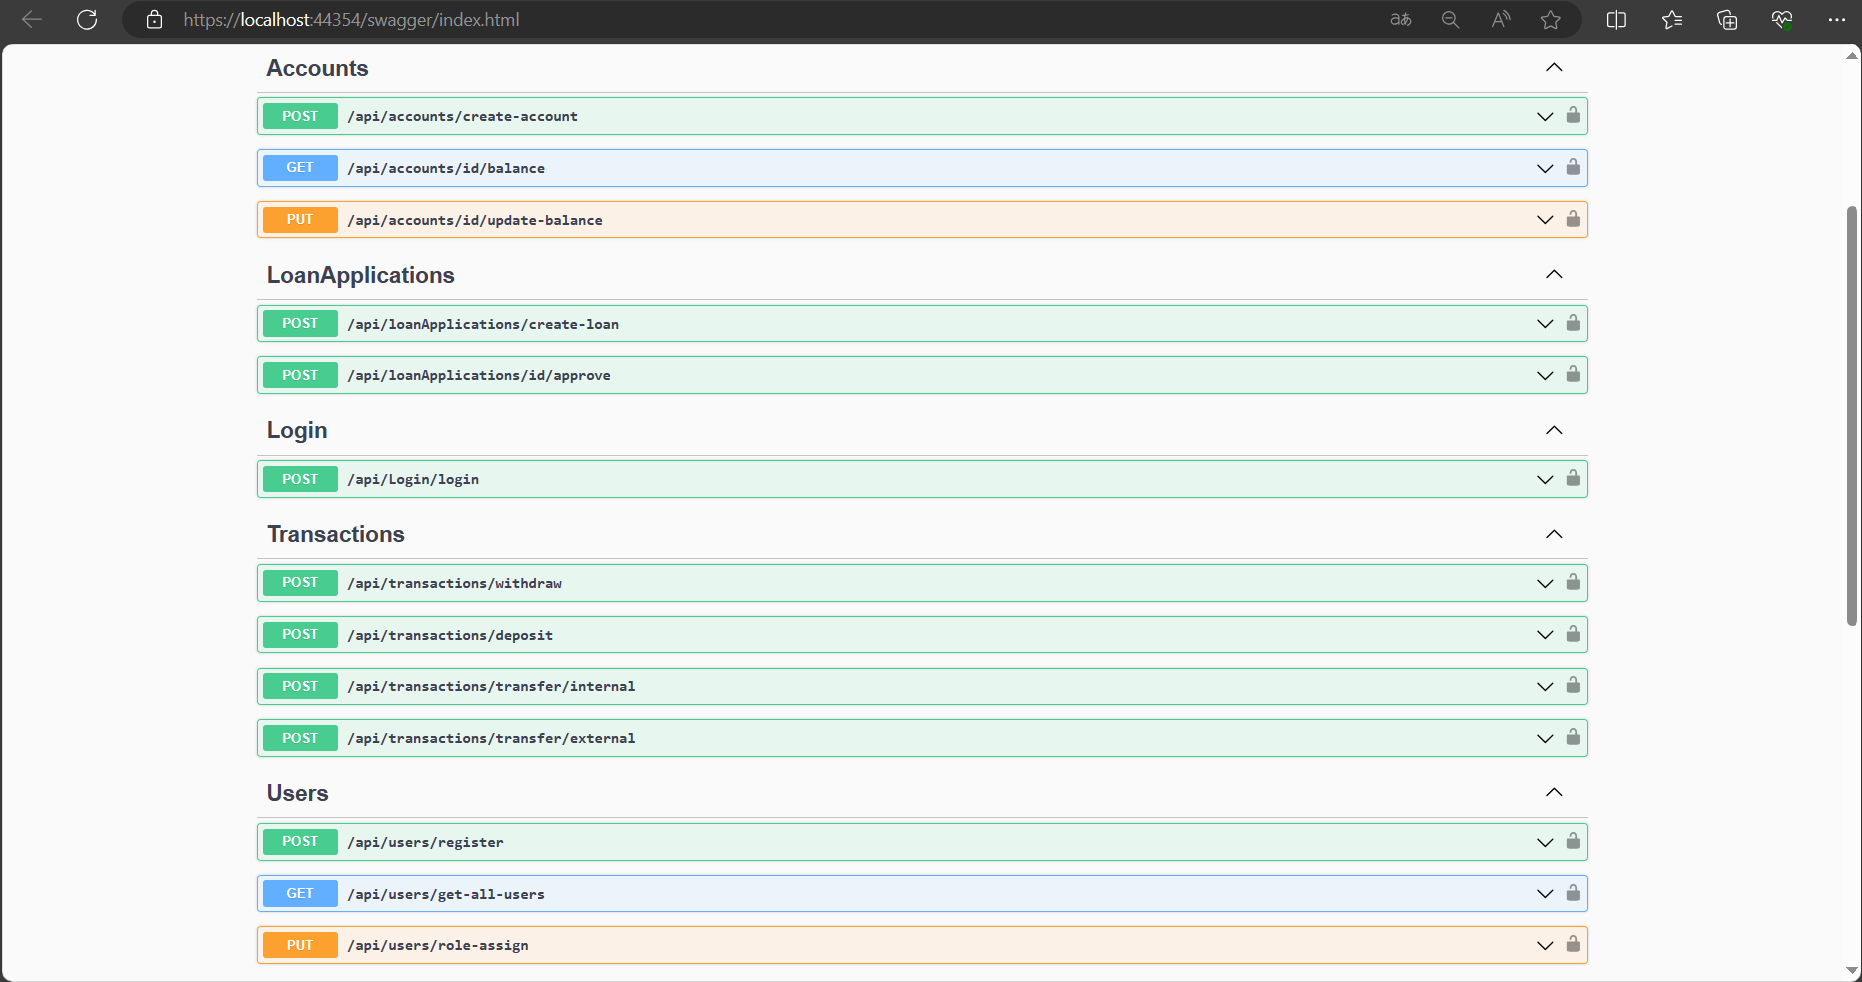 https://localhost:44354/swagger/index.html
Accounts
POST /api/accounts/create-account
GET /api/accounts/id/balance
PUT /api/accounts/id/update-balance
LoanApplications
POST /api/loanApplications/create-loan
POST /api/loanApplications/id/approve
Login
POST /api/Login/login
Transactions
POST /api/transactions/withdraw
POST /api/transactions/deposit
POST /api/transactions/transfer/internal
POST /api/transactions/transfer/external
Users
POST /api/users/register
GET /api/users/get-all-users
PUT /api/users/role-assign